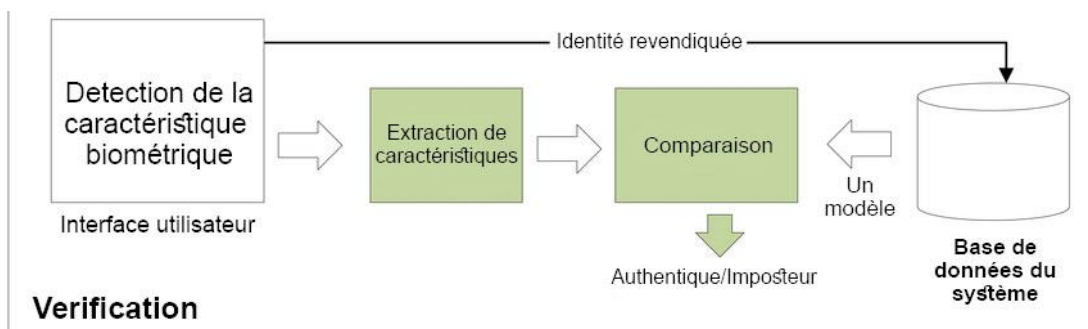 Identité revendiquée
Detection de la
caractéristique
biométrique
Interface utilisateur
Extraction de
caractéristiques
Comparaison
Un
modèle
Authentique/Imposteur
Base de
données du
système
Verification